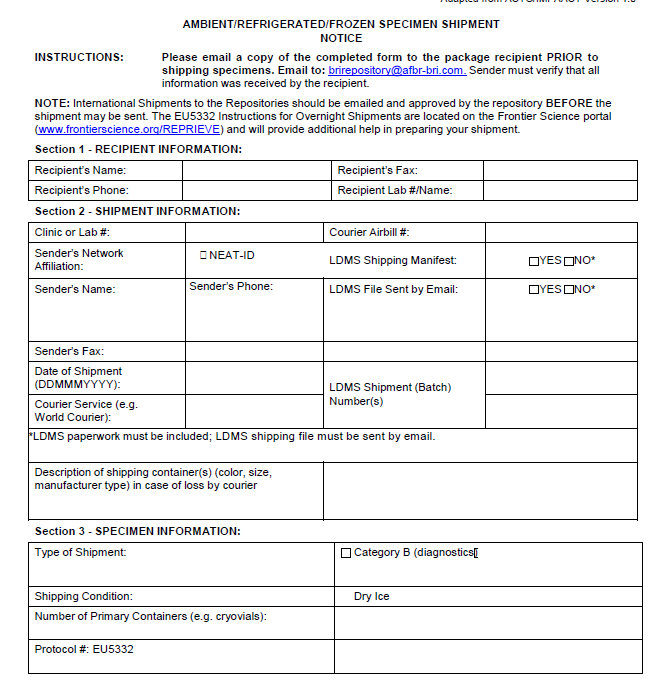 AMBIENT/REFRIGERATED/FROZEN SPECIMEN SHIPMENT
NOTICE
INSTRUCTIONS: Please email a copy of the completed form to the package recipient PRIOR to
shipping specimens. Email to: brirepository@afbr-bri.com. Sender must verify that all
information was received by the recipient.
NOTE: International Shipments to the Repositories should be emailed and approved by the repository BEFORE the
shipment may be sent. The EU5332 Instructions for Overnight Shipments are located on the Frontier Science portal
(www.frontierscience.org/REPRIEVE) and will provide additional help in preparing your shipment.
Section 1 - RECIPIENT INFORMATION:
Recipient's Name: Recipient's Fax:
Recipient's Phone: Recipient Lab #/Name:
Section 2 - SHIPMENT INFORMATION:
Clinic or Lab #: Courier Airbill #:
Sender's Network
Affiliation: ☐ NEAT-ID LDMS Shipping Manifest: ☐YES ☐NO*
Sender's Name: Sender's Phone: LDMS File Sent by Email: ☐YES ☐NO*
Sender's Fax:
Date of Shipment
(DDMMMYYYY):
LDMS Shipment (Batch)
Number(s)
Courier Service (e.g.
World Courier):
*LDMS paperwork must be included; LDMS shipping file must be sent by email.
Description of shipping container(s) (color, size,
manufacturer type) in case of loss by courier
Section 3 - SPECIMEN INFORMATION:
Type of Shipment: ☐ Category B (diagnostics
Shipping Condition: Dry Ice
Number of Primary Containers (e.g. cryovials):
Protocol #: EU5332